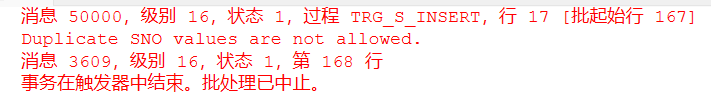 消息 50000，级别 16，状态 1，过程 TRG_S_INSERT，行 17 [批起始行 167]
Duplicate SNO values are not allowed.
消息 3609，级别 16，状态 1，第 168 行
事务在触发器中结束。批处理已中止。